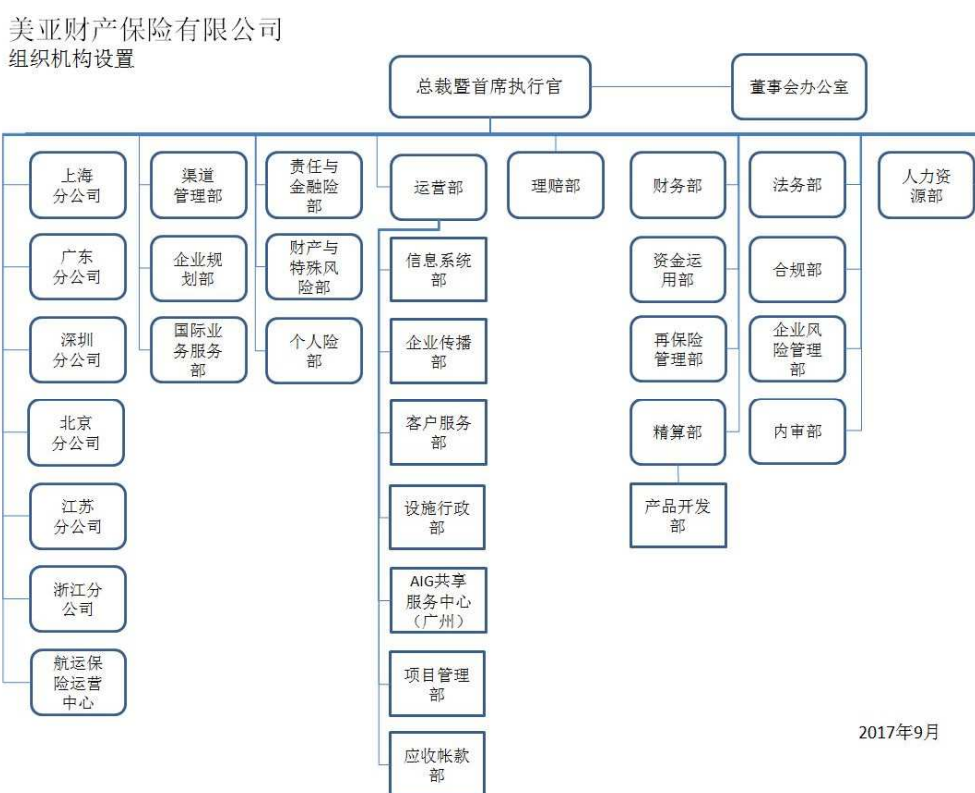 美亚财产保险有限公司
组织机构设置
总裁暨首席执行官
董事会办公室
上海
分公司
广东
分公司
深圳
分公司
北京
分公司
江苏
分公司
浙江分
公司
航运保
险运营
中心
渠道
管理部
企业规
划部
国际业
务服务
部
责任与
金融险
部
财产与
特殊风
险部
个人险
部
运营部
信息系统
部
企业传播
部
客户服务
部
设施行政
部
AIG共享
服务中心
（广州）
项目管理
部
应收帐款
部
理赔部
财务部
资金运
用部
再保险
管理部
精算部
产品开发
部
法务部
合规部
企业风
险管理
部
内审部
人力资
源部
2017年9月